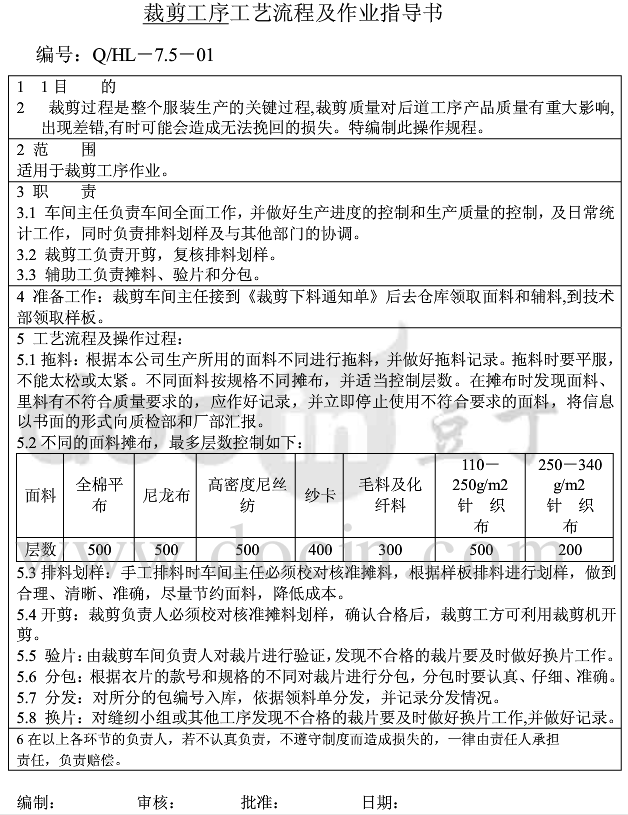 裁剪工序工艺流程及作业指导书
编号：Q/HL－7.5－01
1 1目 的
2 裁剪过程是整个服装生产的关键过程,裁剪质量对后道工序产品质量有重大影响,
出现差错,有时可能会造成无法挽回的损失。特编制此操作规程。
2 范 围
适用于裁剪工序作业。
3 职 责
3.1 车间主任负责车间全面工作，并做好生产进度的控制和生产质量的控制，及日常统
计工作，同时负责排料划样及与其他部门的协调。
3.2 裁剪工负责开剪，复核排料划样。
3.3 辅助工负责摊料、验片和分包。
4 准备工作：裁剪车间主任接到《裁剪下料通知单》后去仓库领取面料和辅料,到技术
部领取样板。
5 工艺流程及操作过程：
5.1 拖料：根据本公司生产所用的面料不同进行拖料，并做好拖料记录。拖料时要平服，
不能太松或太紧。不同面料按规格不同摊布，并适当控制层数。在摊布时发现面料、
里料有不符合质量要求的，应作好记录，并立即停止使用不符合要求的面料，将信息
以书面的形式向质检部和厂部汇报。
5.2 不同的面料摊布，最多层数控制如下：
面料 全棉平布 尼龙布 高密度尼丝纺 纱卡 毛料及化纤料 110－250g/m2针 织布 250－340g/m2针 织布
层数 500 500 500 400 300 500 200
5.3 排料划样：手工排料时车间主任必须校对核准摊料，根据样板排料进行划样，做到
合理、清晰、准确，尽量节约面料，降低成本。
5.4 开剪：裁剪负责人必须校对核准摊料划样，确认合格后，裁剪工方可利用裁剪机开
剪。
5.5 验片：由裁剪车间负责人对裁片进行验证，发现不合格的裁片要及时做好换片工作。
5.6 分包：根据衣片的款号和规格的不同对裁片进行分包，分包时要认真、仔细、准确。
5.7 分发：对所分的包编号入库，依据领料单分发，并记录分发情况。
5.8 换片：对缝纫小组或其他工序发现不合格的裁片要及时做好换片工作,并做好记录。
6 在以上各环节的负责人，若不认真负责，不遵守制度而造成损失的，一律由责任人承担
责任，负责赔偿。
编制： 审核： 批准： 日期：
docin 豆丁
www.docin.com